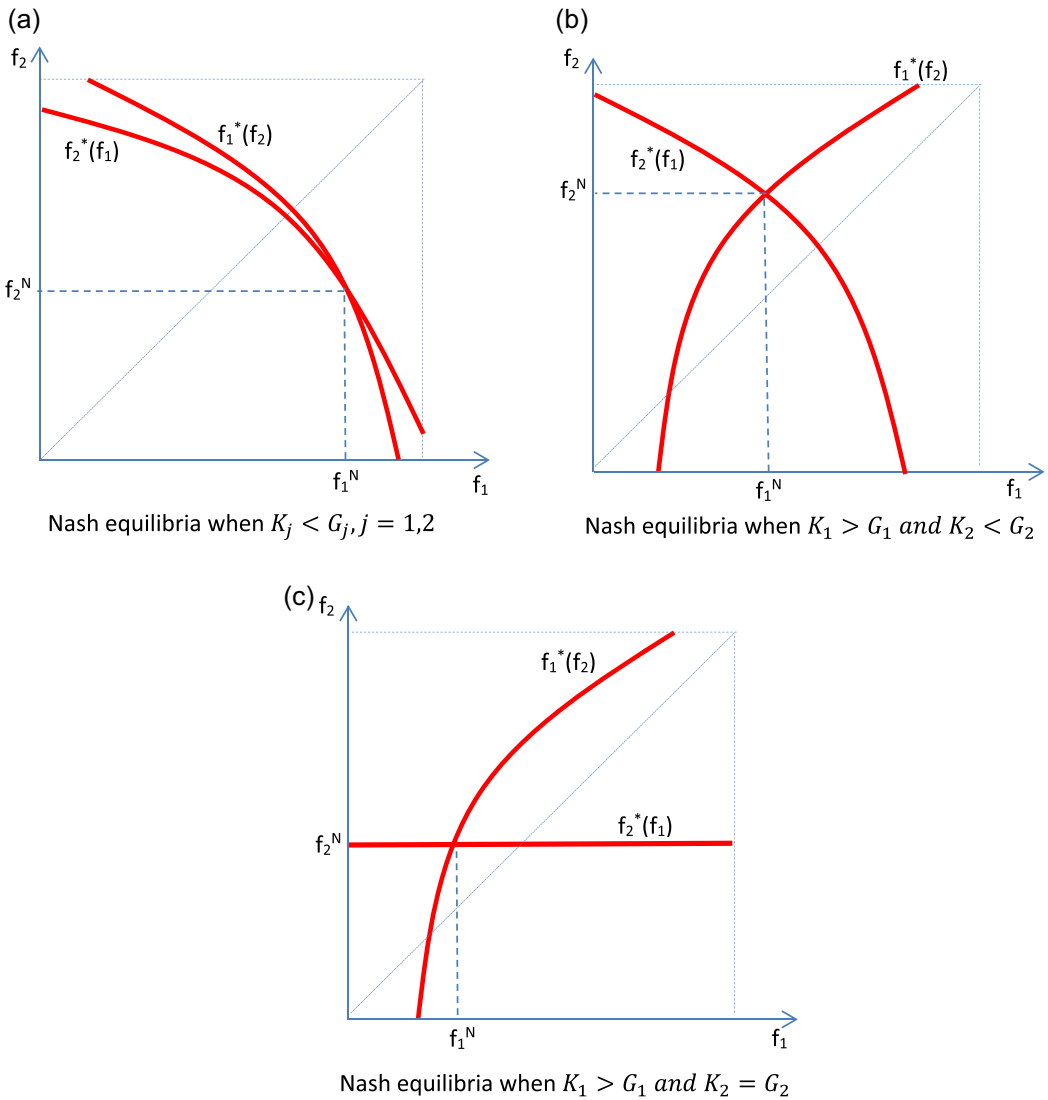 (a)
f₂
f₁*(f₂)
f₂*(f₁)
f₂ᴺ
f₁ᴺ
f₁
Nash equilibria when K_j < G_j, j = 1,2
(b)
f₂
f₁*(f₂)
f₂*(f₁)
f₂ᴺ
f₁ᴺ
f₁
Nash equilibria when K₁ > G₁ and K₂ < G₂
(c)
f₂
f₁*(f₂)
f₂*(f₁)
f₂ᴺ
f₁ᴺ
f₁
Nash equilibria when K₁ > G₁ and K₂ = G₂